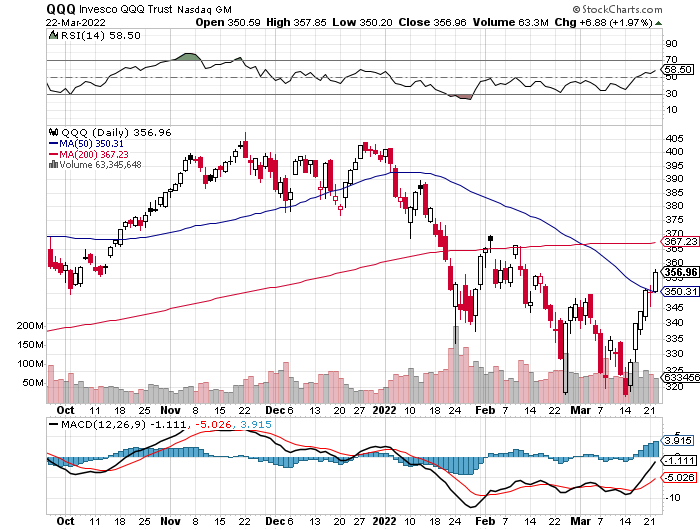 QQQ Invesco QQQ Trust Nasdaq GM © StockCharts.com
22-Mar-2022 Open 350.59 High 357.85 Low 350.20 Close 356.96 Volume 63.3M Chg +6.88 (+1.97%)
RSI(14) 58.50
90
70
58.50
50
30
10
QQQ (Daily) 356.96
MA(50) 350.31
MA(200) 367.23
Volume 63,345,648
405
400
395
390
385
380
375
370
367.23
365
360
356.96
355
350.31
345
340
335
330
325
320
200M
150M
100M
50M
63345648
Oct 11 18 25 Nov 8 15 22 Dec 6 13 20 27 2022 10 18 24 Feb 7 14 22 Mar 7 14 21
MACD(12,26,9) -1.111, -5.026, 3.915
5
3.915
-1.111
-5.026
-10
Oct 11 18 25 Nov 8 15 22 Dec 6 13 20 27 2022 10 18 24 Feb 7 14 22 Mar 7 14 21